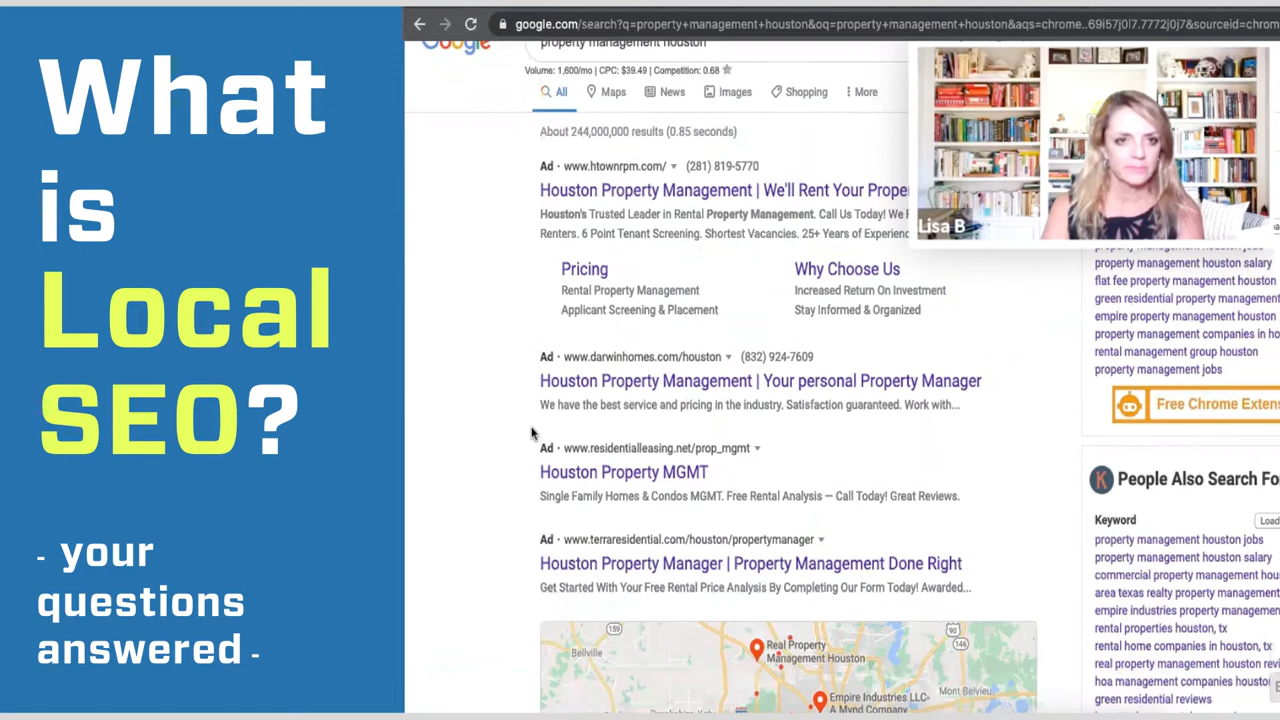 What
is
Local
SEO?
- your
questions
answered -
google.com/search?q=property+management+houston&oq=property+management+houston&aqs=chrome..69i57j0l7.7772j0j7&sourceid=chrom
Google
property management houston
Volume: 1,600/mo | CPC: $39.49 | Competition: 0.68
All Maps News Images Shopping More
About 244,000,000 results (0.85 seconds)
Ad · www.htownrpm.com/ (281) 819-5770
Houston Property Management | We'll Rent Your Prope
Houston's Trusted Leader in Rental Property Management. Call Us Today! We
Renters. 6 Point Tenant Screening. Shortest Vacancies. 25+ Years of Experienc
Pricing
Rental Property Management
Applicant Screening & Placement
Why Choose Us
Increased Return On Investment
Stay Informed & Organized
Ad · www.darwinhomes.com/houston (832) 924-7609
Houston Property Management | Your personal Property Manager
We have the best service and pricing in the industry. Satisfaction guaranteed. Work with...
Ad · www.residentialleasing.net/prop_mgmt
Houston Property MGMT
Single Family Homes & Condos MGMT. Free Rental Analysis — Call Today! Great Reviews.
Ad · www.terraresidential.com/houston/propertymanager
Houston Property Manager | Property Management Done Right
Get Started With Your Free Rental Price Analysis By Completing Our Form Today! Awarded...
159
90
146
Bellville
Real Property
Management Houston
Empire Industries LLC-
A Mynd Company
Mont Belvieu
Lisa B
property management houston jobs
property management houston salary
flat fee property management houston
green residential property management
empire property management houston
property management companies in ho
rental management group houston
property management jobs
Free Chrome Extens
K People Also Search Fo
Keyword
Load
property management houston jobs
property management houston salary
commercial property management hou
area texas realty property management
empire industries property managemen
rental properties houston, tx
rental home companies in houston, tx
real property management revi
hoa management companies houston
green residential reviews